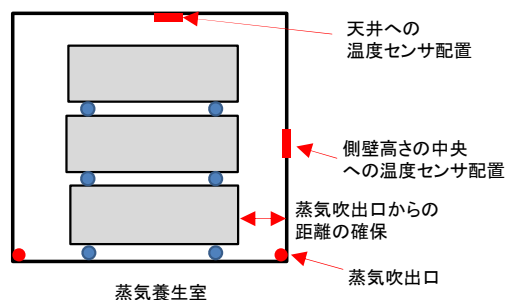 天井への
温度センサ配置
側壁高さの中央
への温度センサ配置
蒸気吹出口からの
距離の確保
蒸気吹出口
蒸気養生室